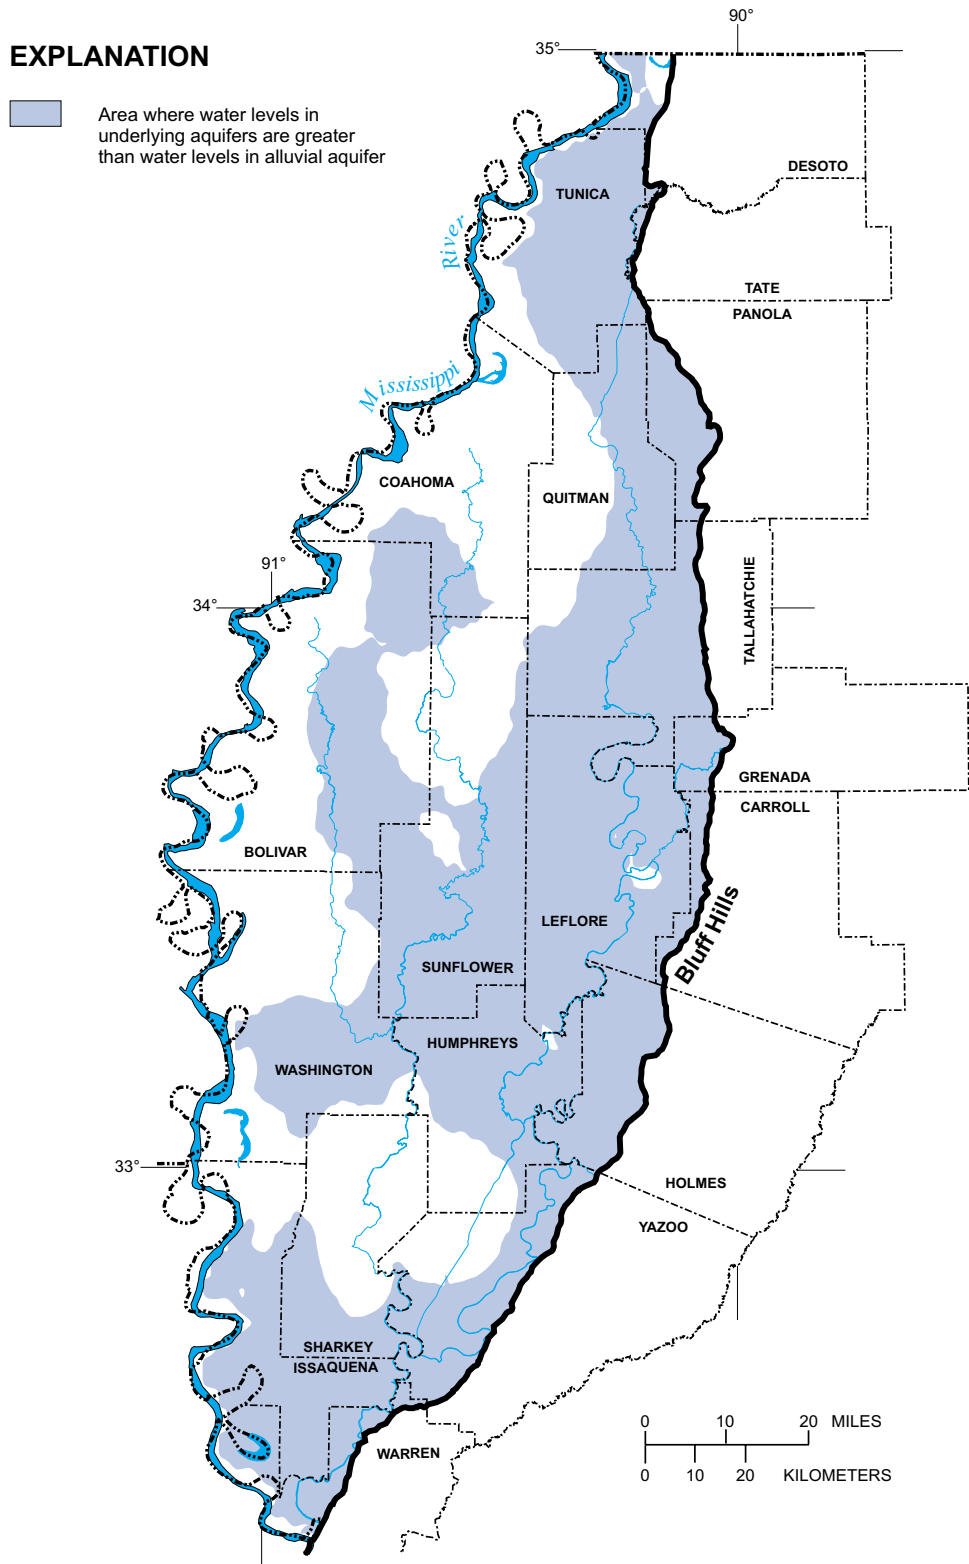 EXPLANATION
Area where water levels in
underlying aquifers are greater
than water levels in alluvial aquifer
90°
35°
DESOTO
TUNICA
River
TATE
PANOLA
Mississippi
COAHOMA
QUITMAN
91°
34°
TALLAHATCHIE
GRENADA
CARROLL
BOLIVAR
LEFLORE
Bluff Hills
SUNFLOWER
HUMPHREYS
WASHINGTON
33°
HOLMES
YAZOO
SHARKEY
ISSAQUENA
WARREN
0 10 20 MILES
0 10 20 KILOMETERS